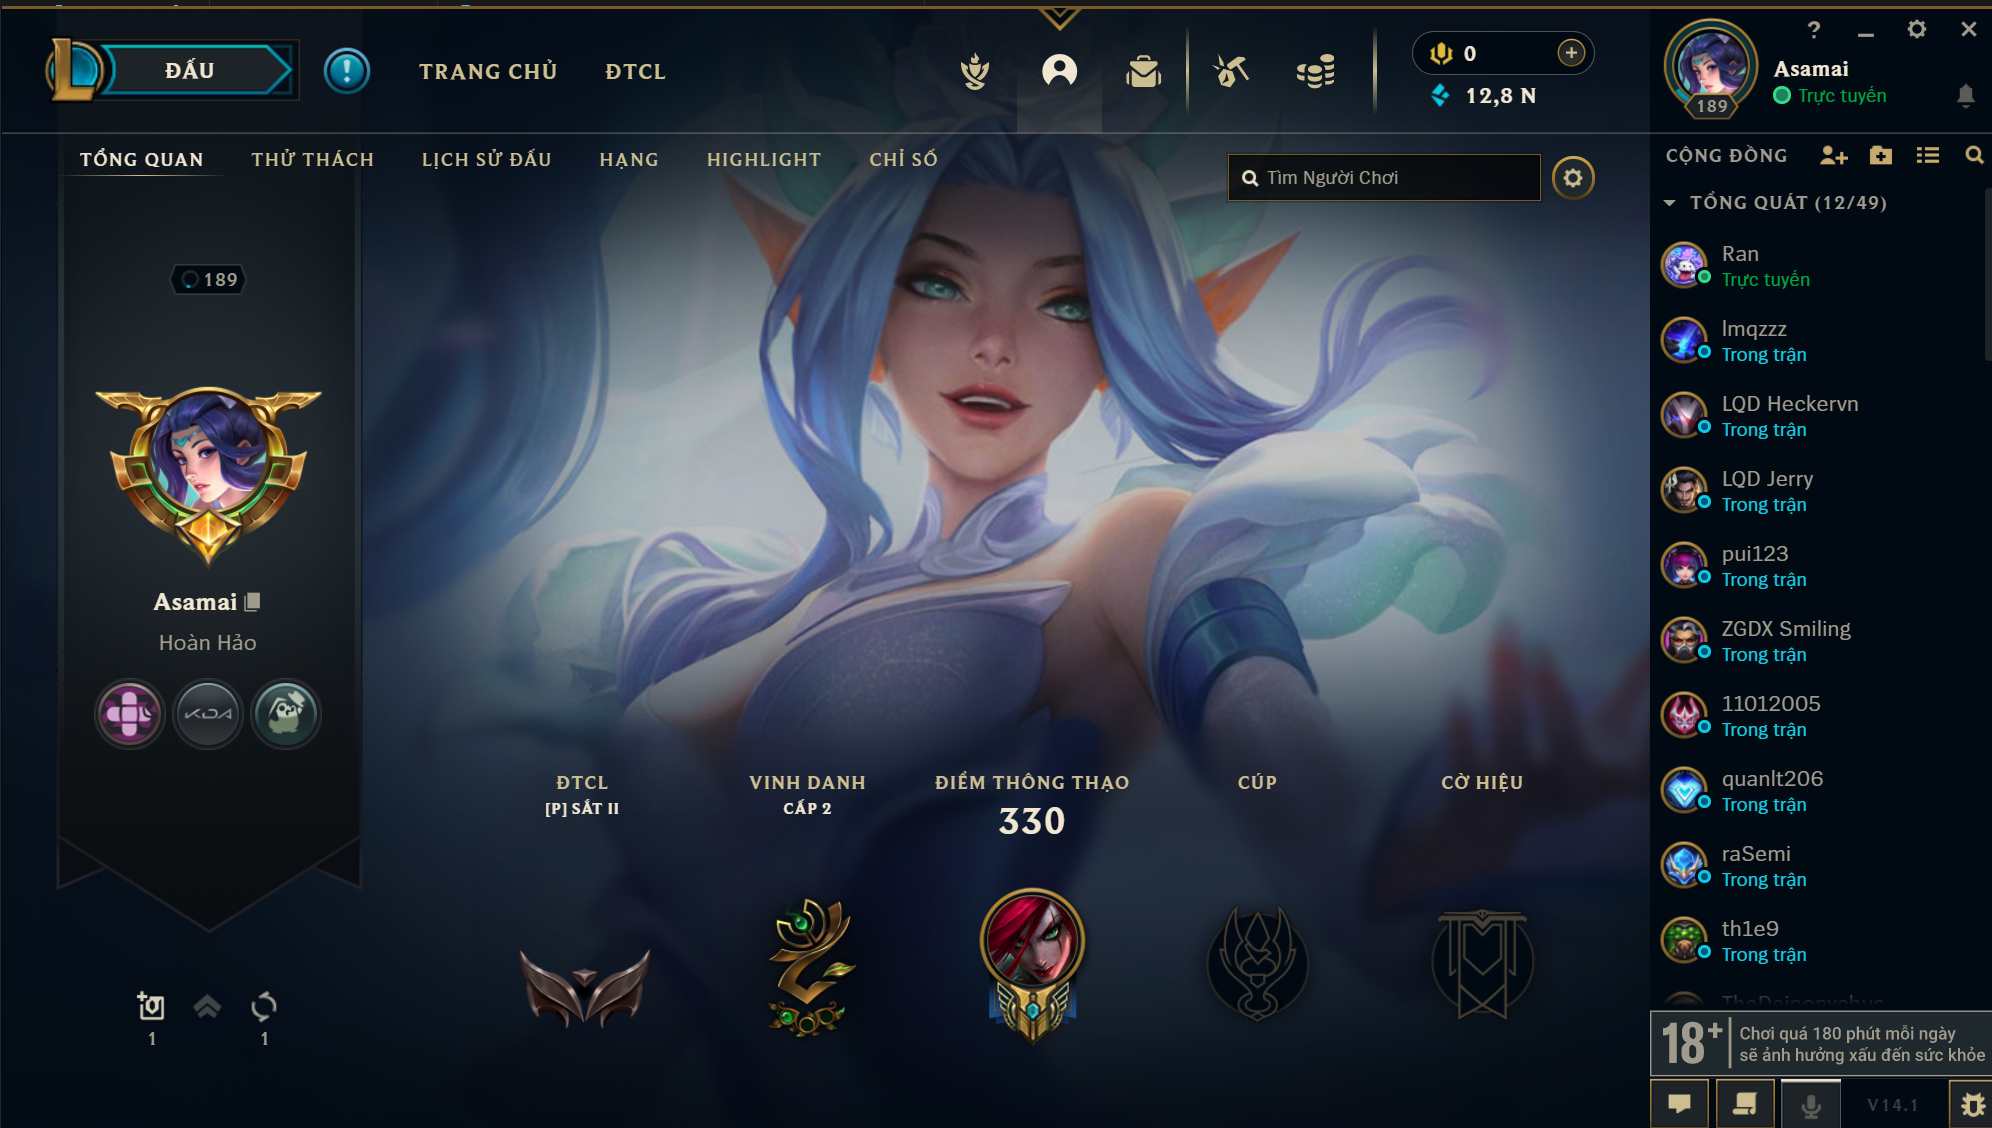 ĐẤU
TRANG CHỦ
ĐTCL
0
12,8 N
Asamai
Trực tuyến
189
TỔNG QUAN
THỬ THÁCH
LỊCH SỬ ĐẤU
HẠNG
HIGHLIGHT
CHỈ SỐ
Tìm Người Chơi
189
Asamai
Hoàn Hảo
KDA
1
1
ĐTCL
[P] SẮT II
VINH DANH
CẤP 2
ĐIỂM THÔNG THẠO
330
CÚP
CỜ HIỆU
CỘNG ĐỒNG
TỔNG QUÁT (12/49)
Ran
Trực tuyến
lmqzzz
Trong trận
LQD Heckervn
Trong trận
LQD Jerry
Trong trận
pui123
Trong trận
ZGDX Smiling
Trong trận
11012005
Trong trận
quanlt206
Trong trận
raSemi
Trong trận
th1e9
Trong trận
18+
Chơi quá 180 phút mỗi ngày
sẽ ảnh hưởng xấu đến sức khỏe
V14.1